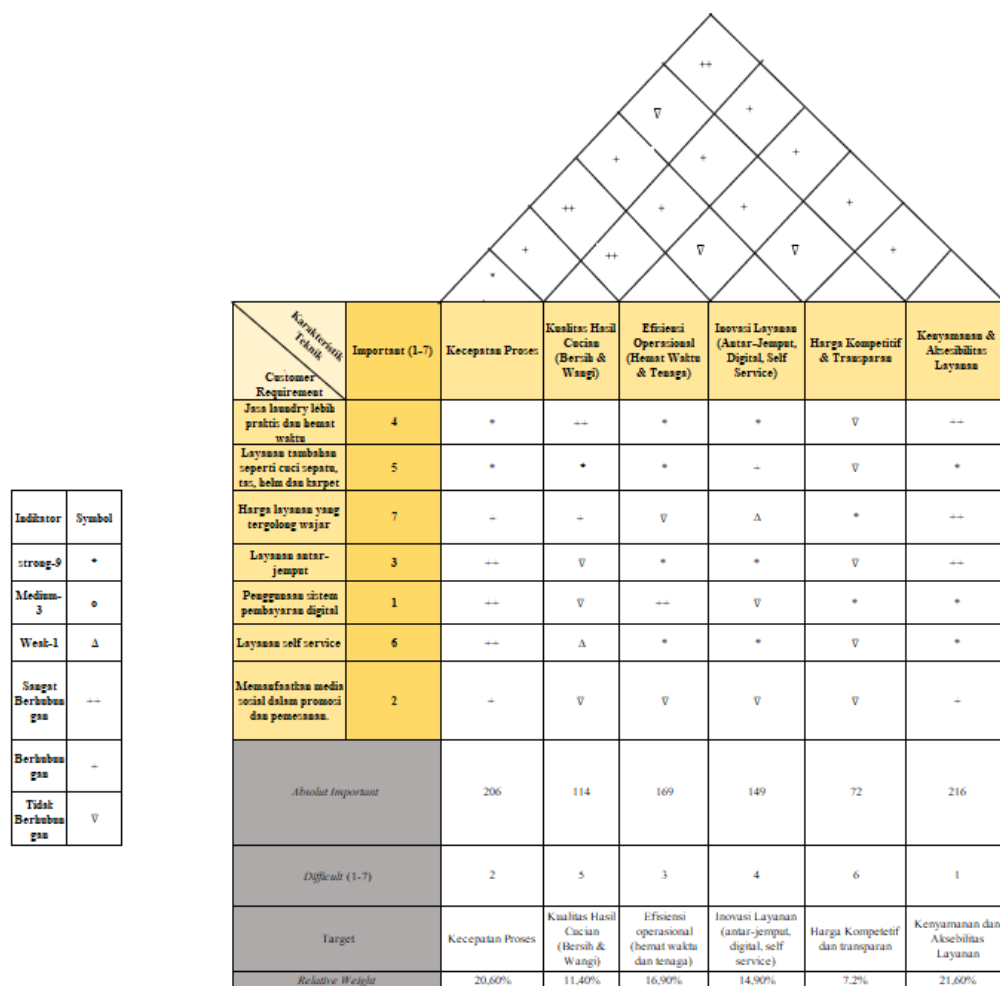 ++
∇
+
+
+
+
++
+
+
+
+
++
∇
∇
+
*
Karakteristik
Teknik
Customer
Requirement
Important (1-7)
Kecepatan Proses
Kualitas Hasil
Cucian
(Bersih &
Wangi)
Efisiensi
Operasional
(Hemat Waktu
& Tenaga)
Inovasi Layanan
(Antar-Jemput,
Digital, Self
Service)
Harga Kompetitif
& Transparan
Kenyamanan &
Aksesibilitas
Layanan
Jasa laundry lebih
praktis dan hemat
waktu
4
*
++
*
*
∇
++
Layanan tambahan
seperti cuci sepatu,
tas, helm dan karpet
5
*
*
*
+
∇
*
Harga layanan yang
tergolong wajar
7
+
+
∇
Δ
*
++
Layanan antar-
jemput
3
++
∇
*
*
∇
++
Penggunaan sistem
pembayaran digital
1
++
∇
++
∇
*
*
Layanan self service
6
++
Δ
*
*
∇
*
Memanfaatkan media
sosial dalam promosi
dan pemesanan.
2
+
∇
∇
∇
∇
+
Absolut Important
206
114
169
149
72
216
Difficult (1-7)
2
5
3
4
6
1
Target
Kecepatan Proses
Kualitas Hasil
Cucian
(Bersih &
Wangi)
Efisiensi
operasional
(hemat waktu
dan tenaga)
Inovasi Layanan
(antar-jemput,
digital, self
service)
Harga Kompetetif
dan transparan
Kenyamanan dan
Aksebilitas
Layanan
Relative Weight
20,60%
11,40%
16,90%
14,90%
7.2%
21,60%
Indikator
Symbol
strong-9
*
Medium-
3
o
Weak-1
Δ
Sangat
Berhubun
gan
++
Berhubun
gan
+
Tidak
Berhubun
gan
∇